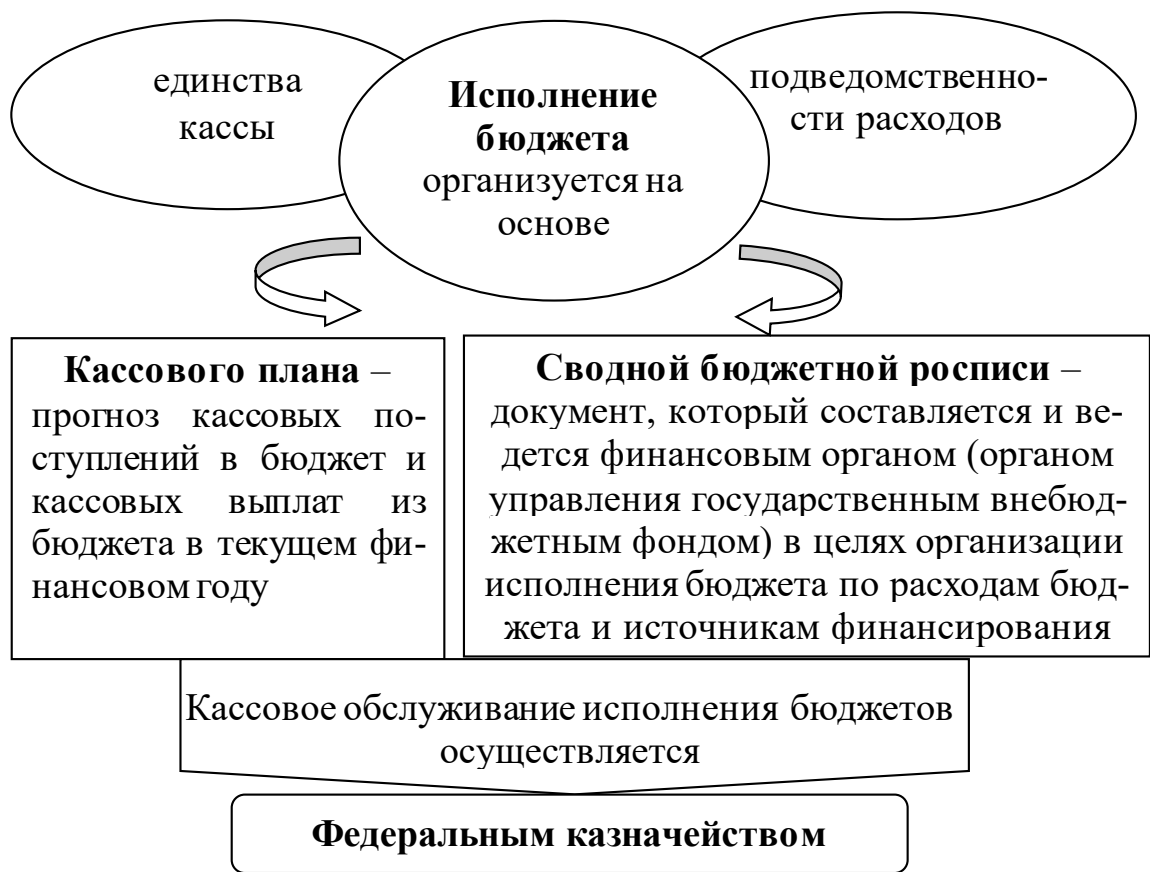 единства
кассы
Исполнение
бюджета
организуется на
основе
подведомственно-
сти расходов
Кассового плана –
прогноз кассовых по-
ступлений в бюджет и
кассовых выплат из
бюджета в текущем фи-
нансовом году
Сводной бюджетной росписи –
документ, который составляется и ве-
дется финансовым органом (органом
управления государственным внебюд-
жетным фондом) в целях организации
исполнения бюджета по расходам бюд-
жета и источникам финансирования
Кассовое обслуживание исполнения бюджетов
осуществляется
Федеральным казначейством